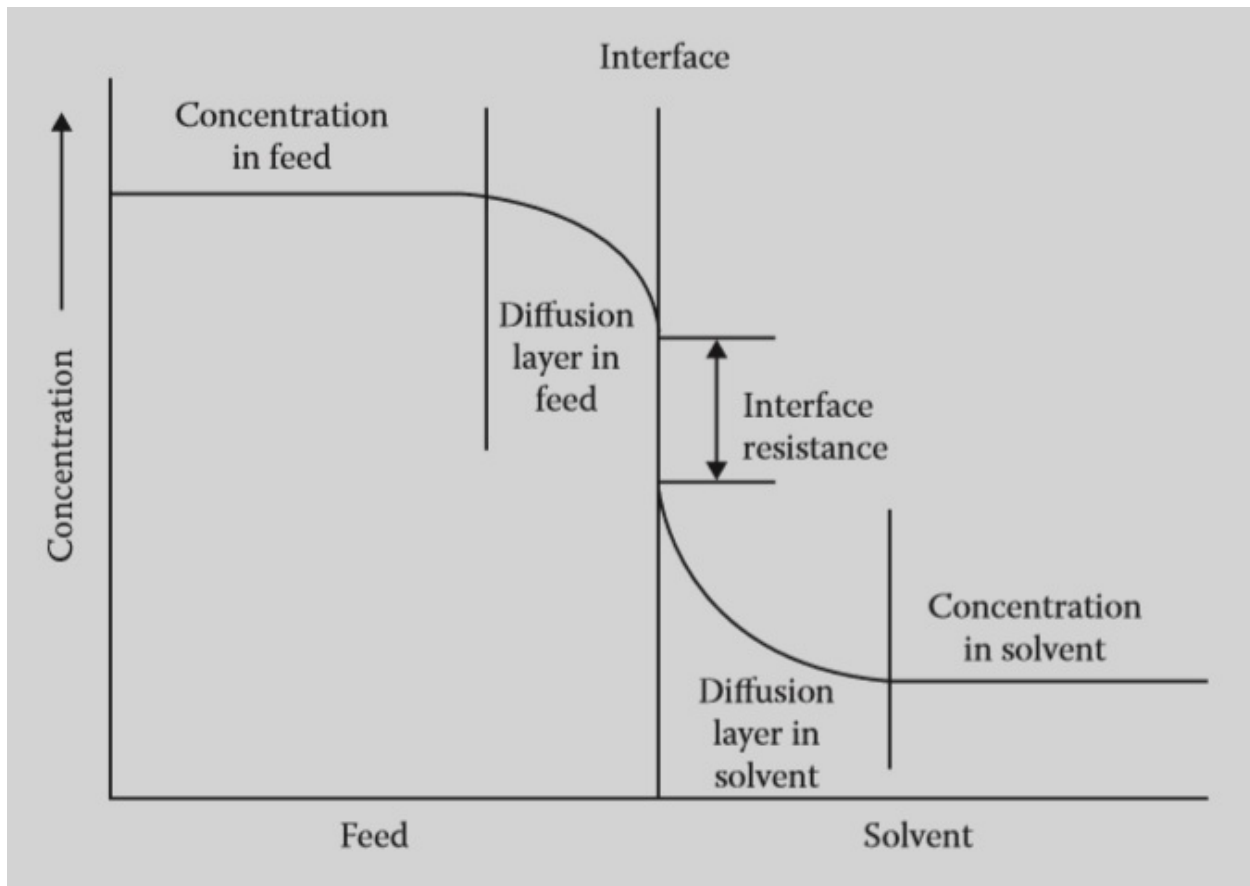 Interface
Concentration
in feed
Diffusion
layer in
feed
Interface
resistance
Concentration
Concentration
in solvent
Diffusion
layer in
solvent
Feed
Solvent